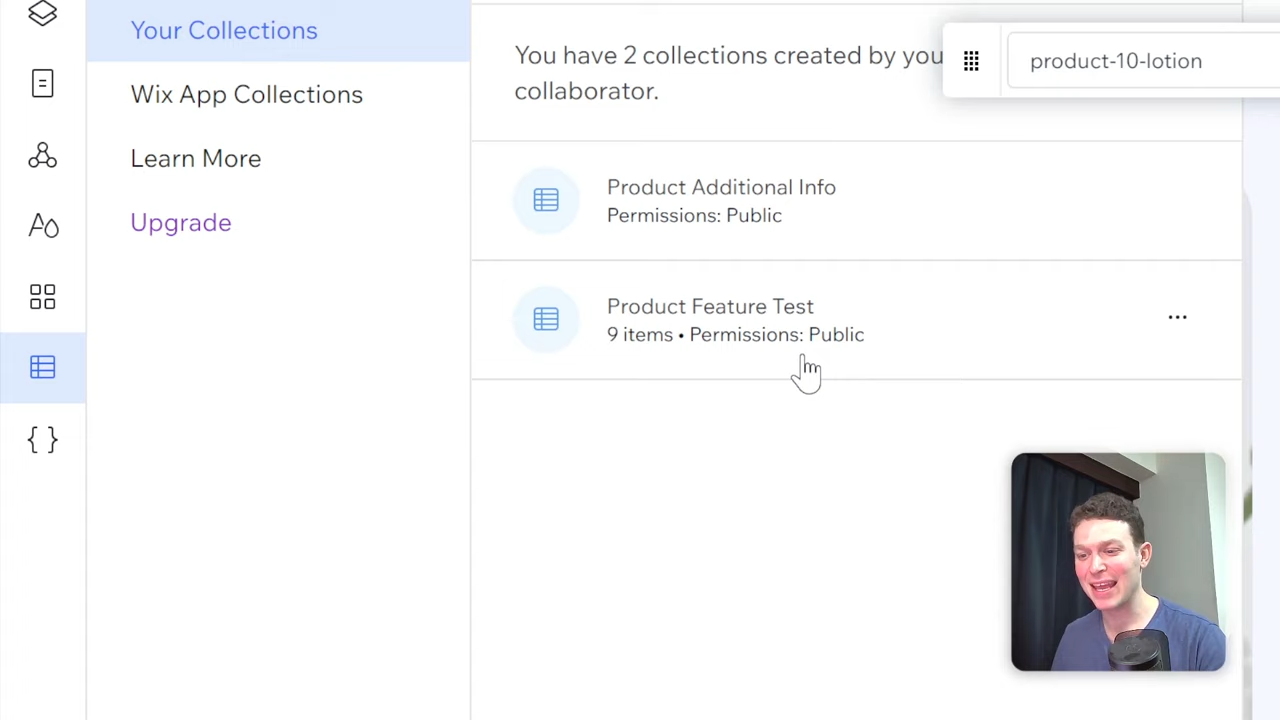 Your Collections
Wix App Collections
Learn More
Upgrade
You have 2 collections created by you
collaborator.
product-10-lotion
Product Additional Info
Permissions: Public
Product Feature Test
9 items • Permissions: Public